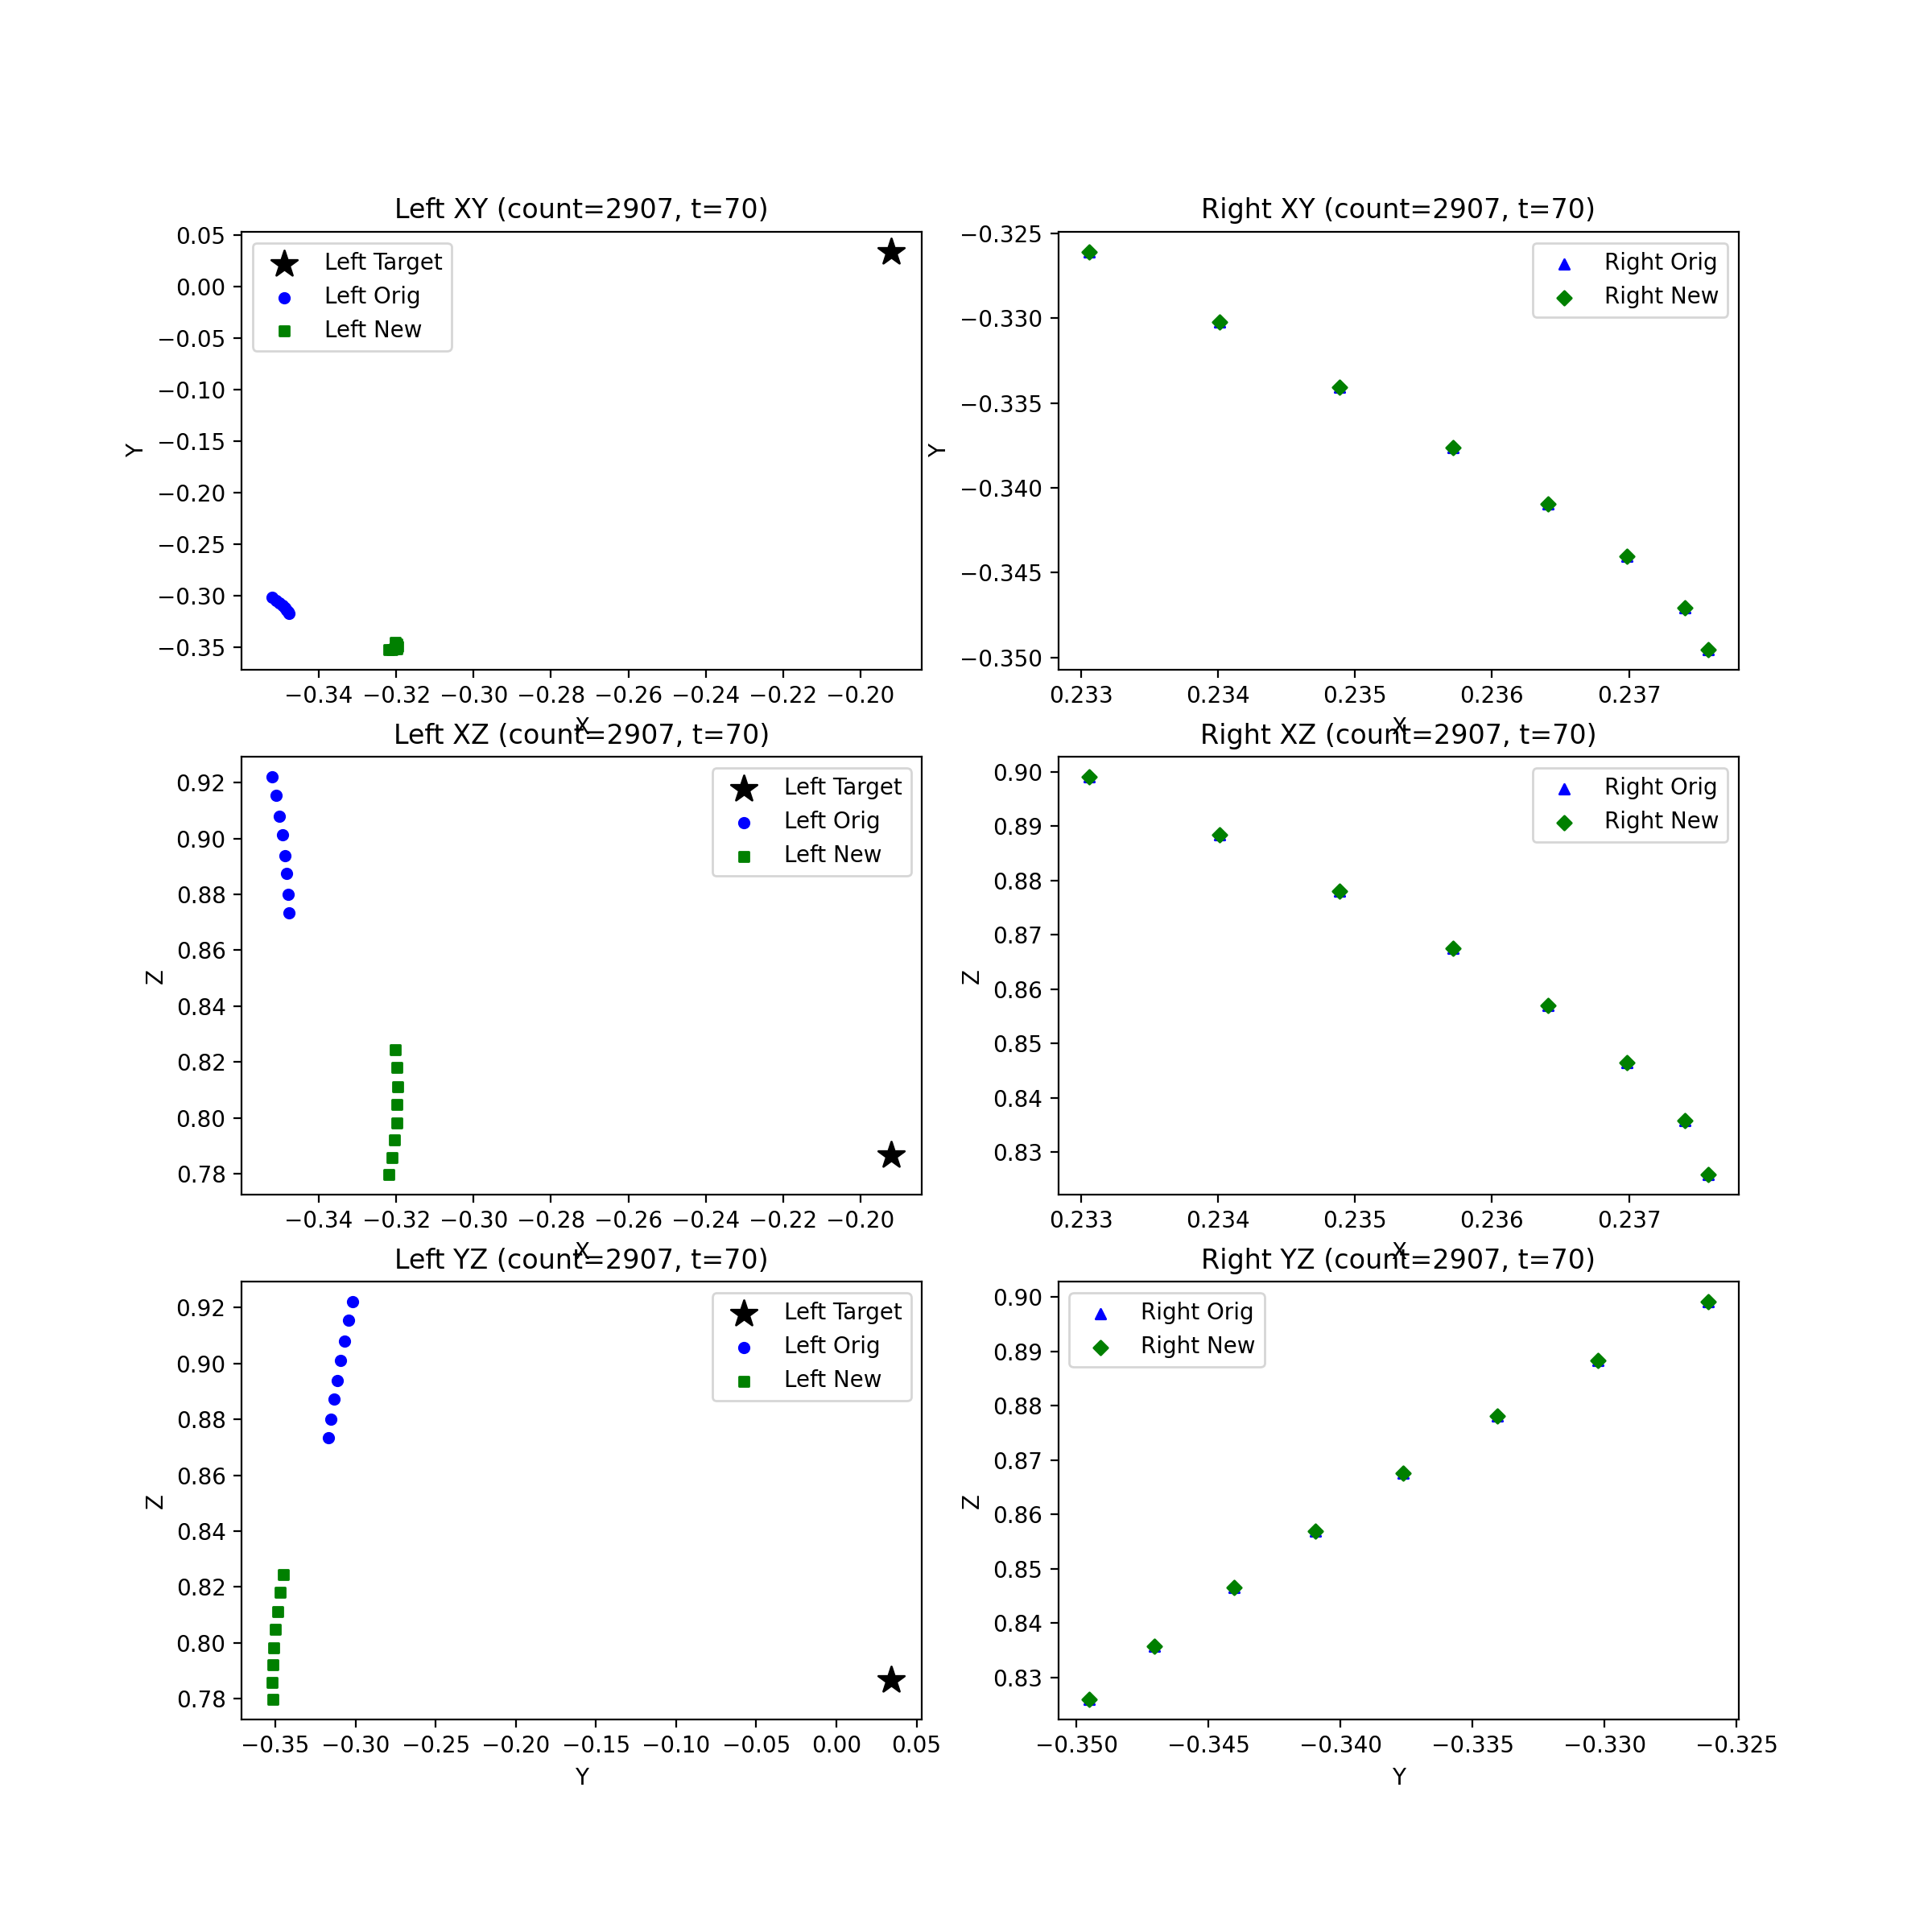 Left XY (count=2907, t=70)
0.05
0.00
−0.05
−0.10
−0.15
−0.20
−0.25
−0.30
−0.35
Y
Left Target
Left Orig
Left New
−0.34 −0.32 −0.30 −0.28 −0.26 −0.24 −0.22 −0.20
X
Right XY (count=2907, t=70)
−0.325
−0.330
−0.335
−0.340
−0.345
−0.350
Y
Right Orig
Right New
0.233 0.234 0.235 0.236 0.237
X
Left XZ (count=2907, t=70)
0.92
0.90
0.88
0.86
0.84
0.82
0.80
0.78
Z
Left Target
Left Orig
Left New
−0.34 −0.32 −0.30 −0.28 −0.26 −0.24 −0.22 −0.20
X
Right XZ (count=2907, t=70)
0.90
0.89
0.88
0.87
0.86
0.85
0.84
0.83
Z
Right Orig
Right New
0.233 0.234 0.235 0.236 0.237
X
Left YZ (count=2907, t=70)
0.92
0.90
0.88
0.86
0.84
0.82
0.80
0.78
Z
Left Target
Left Orig
Left New
−0.35 −0.30 −0.25 −0.20 −0.15 −0.10 −0.05 0.00 0.05
Y
Right YZ (count=2907, t=70)
0.90
0.89
0.88
0.87
0.86
0.85
0.84
0.83
Z
Right Orig
Right New
−0.350 −0.345 −0.340 −0.335 −0.330 −0.325
Y